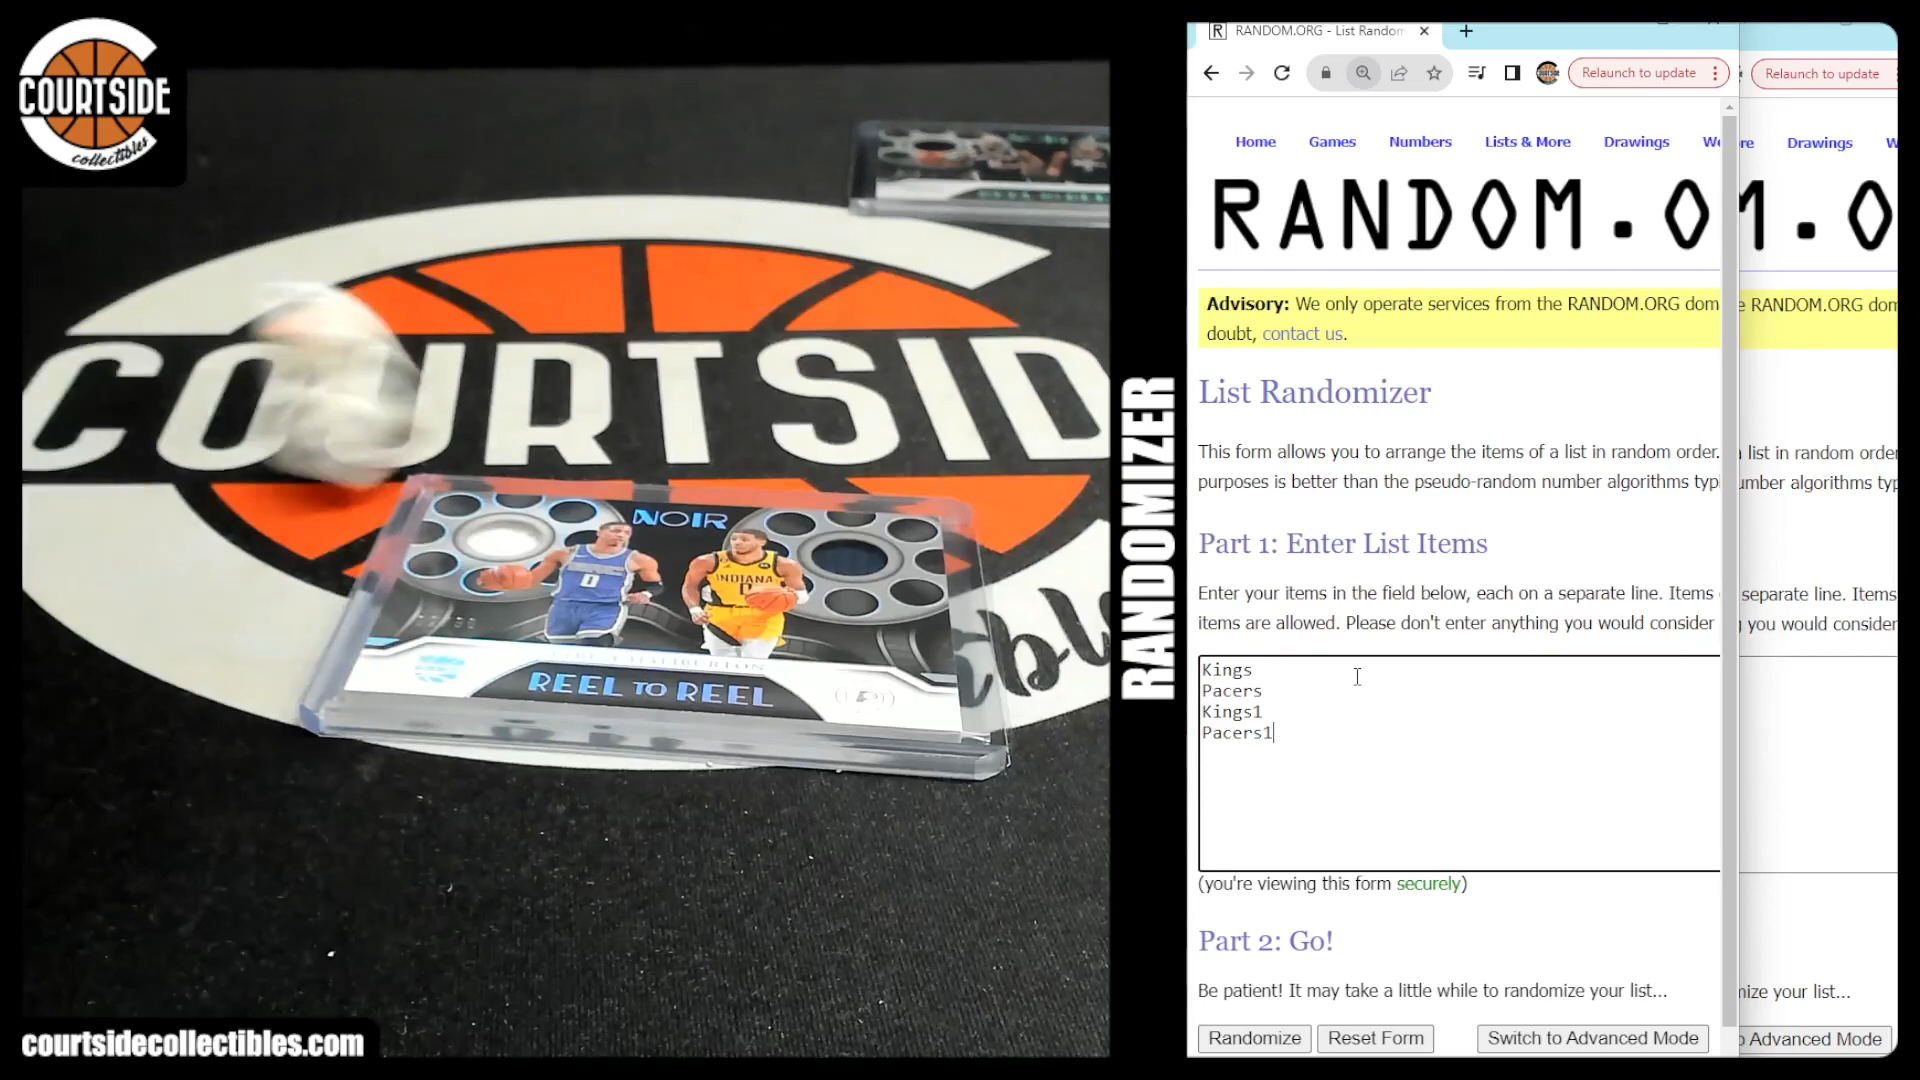 COURTSIDE
collectibles
COURTSID
NOIR
INDIANA
HALIBURTON
REEL TO REEL
courtsidecollectibles.com
RANDOMIZER
RANDOM.ORG - List Random
Relaunch to update
Relaunch to update
Home Games Numbers Lists & More Drawings
Drawings
RANDOM.O
M.O
Advisory: We only operate services from the RANDOM.ORG dom
e RANDOM.ORG dom
doubt, contact us.
List Randomizer
This form allows you to arrange the items of a list in random order.
list in random order
purposes is better than the pseudo-random number algorithms typi
umber algorithms typ
Part 1: Enter List Items
Enter your items in the field below, each on a separate line. Items
separate line. Items
items are allowed. Please don't enter anything you would consider
you would consider
Kings
Pacers
Kings1
Pacers1
(you're viewing this form securely)
Part 2: Go!
Be patient! It may take a little while to randomize your list...
mize your list...
Randomize Reset Form Switch to Advanced Mode
Advanced Mode